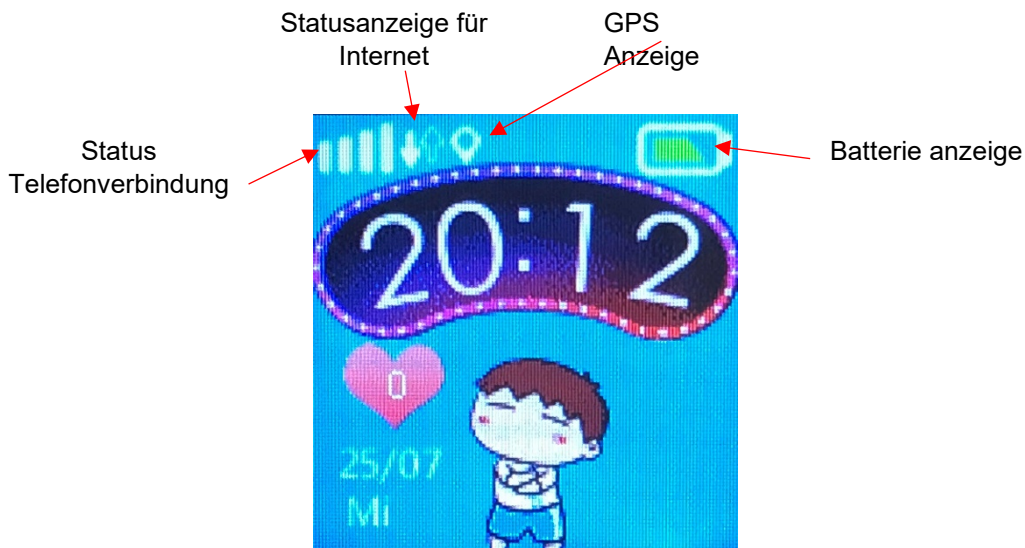 Statusanzeige für
Internet
GPS
Anzeige
Status
Telefonverbindung
Batterie anzeige
20:12
0
25/07
Mi